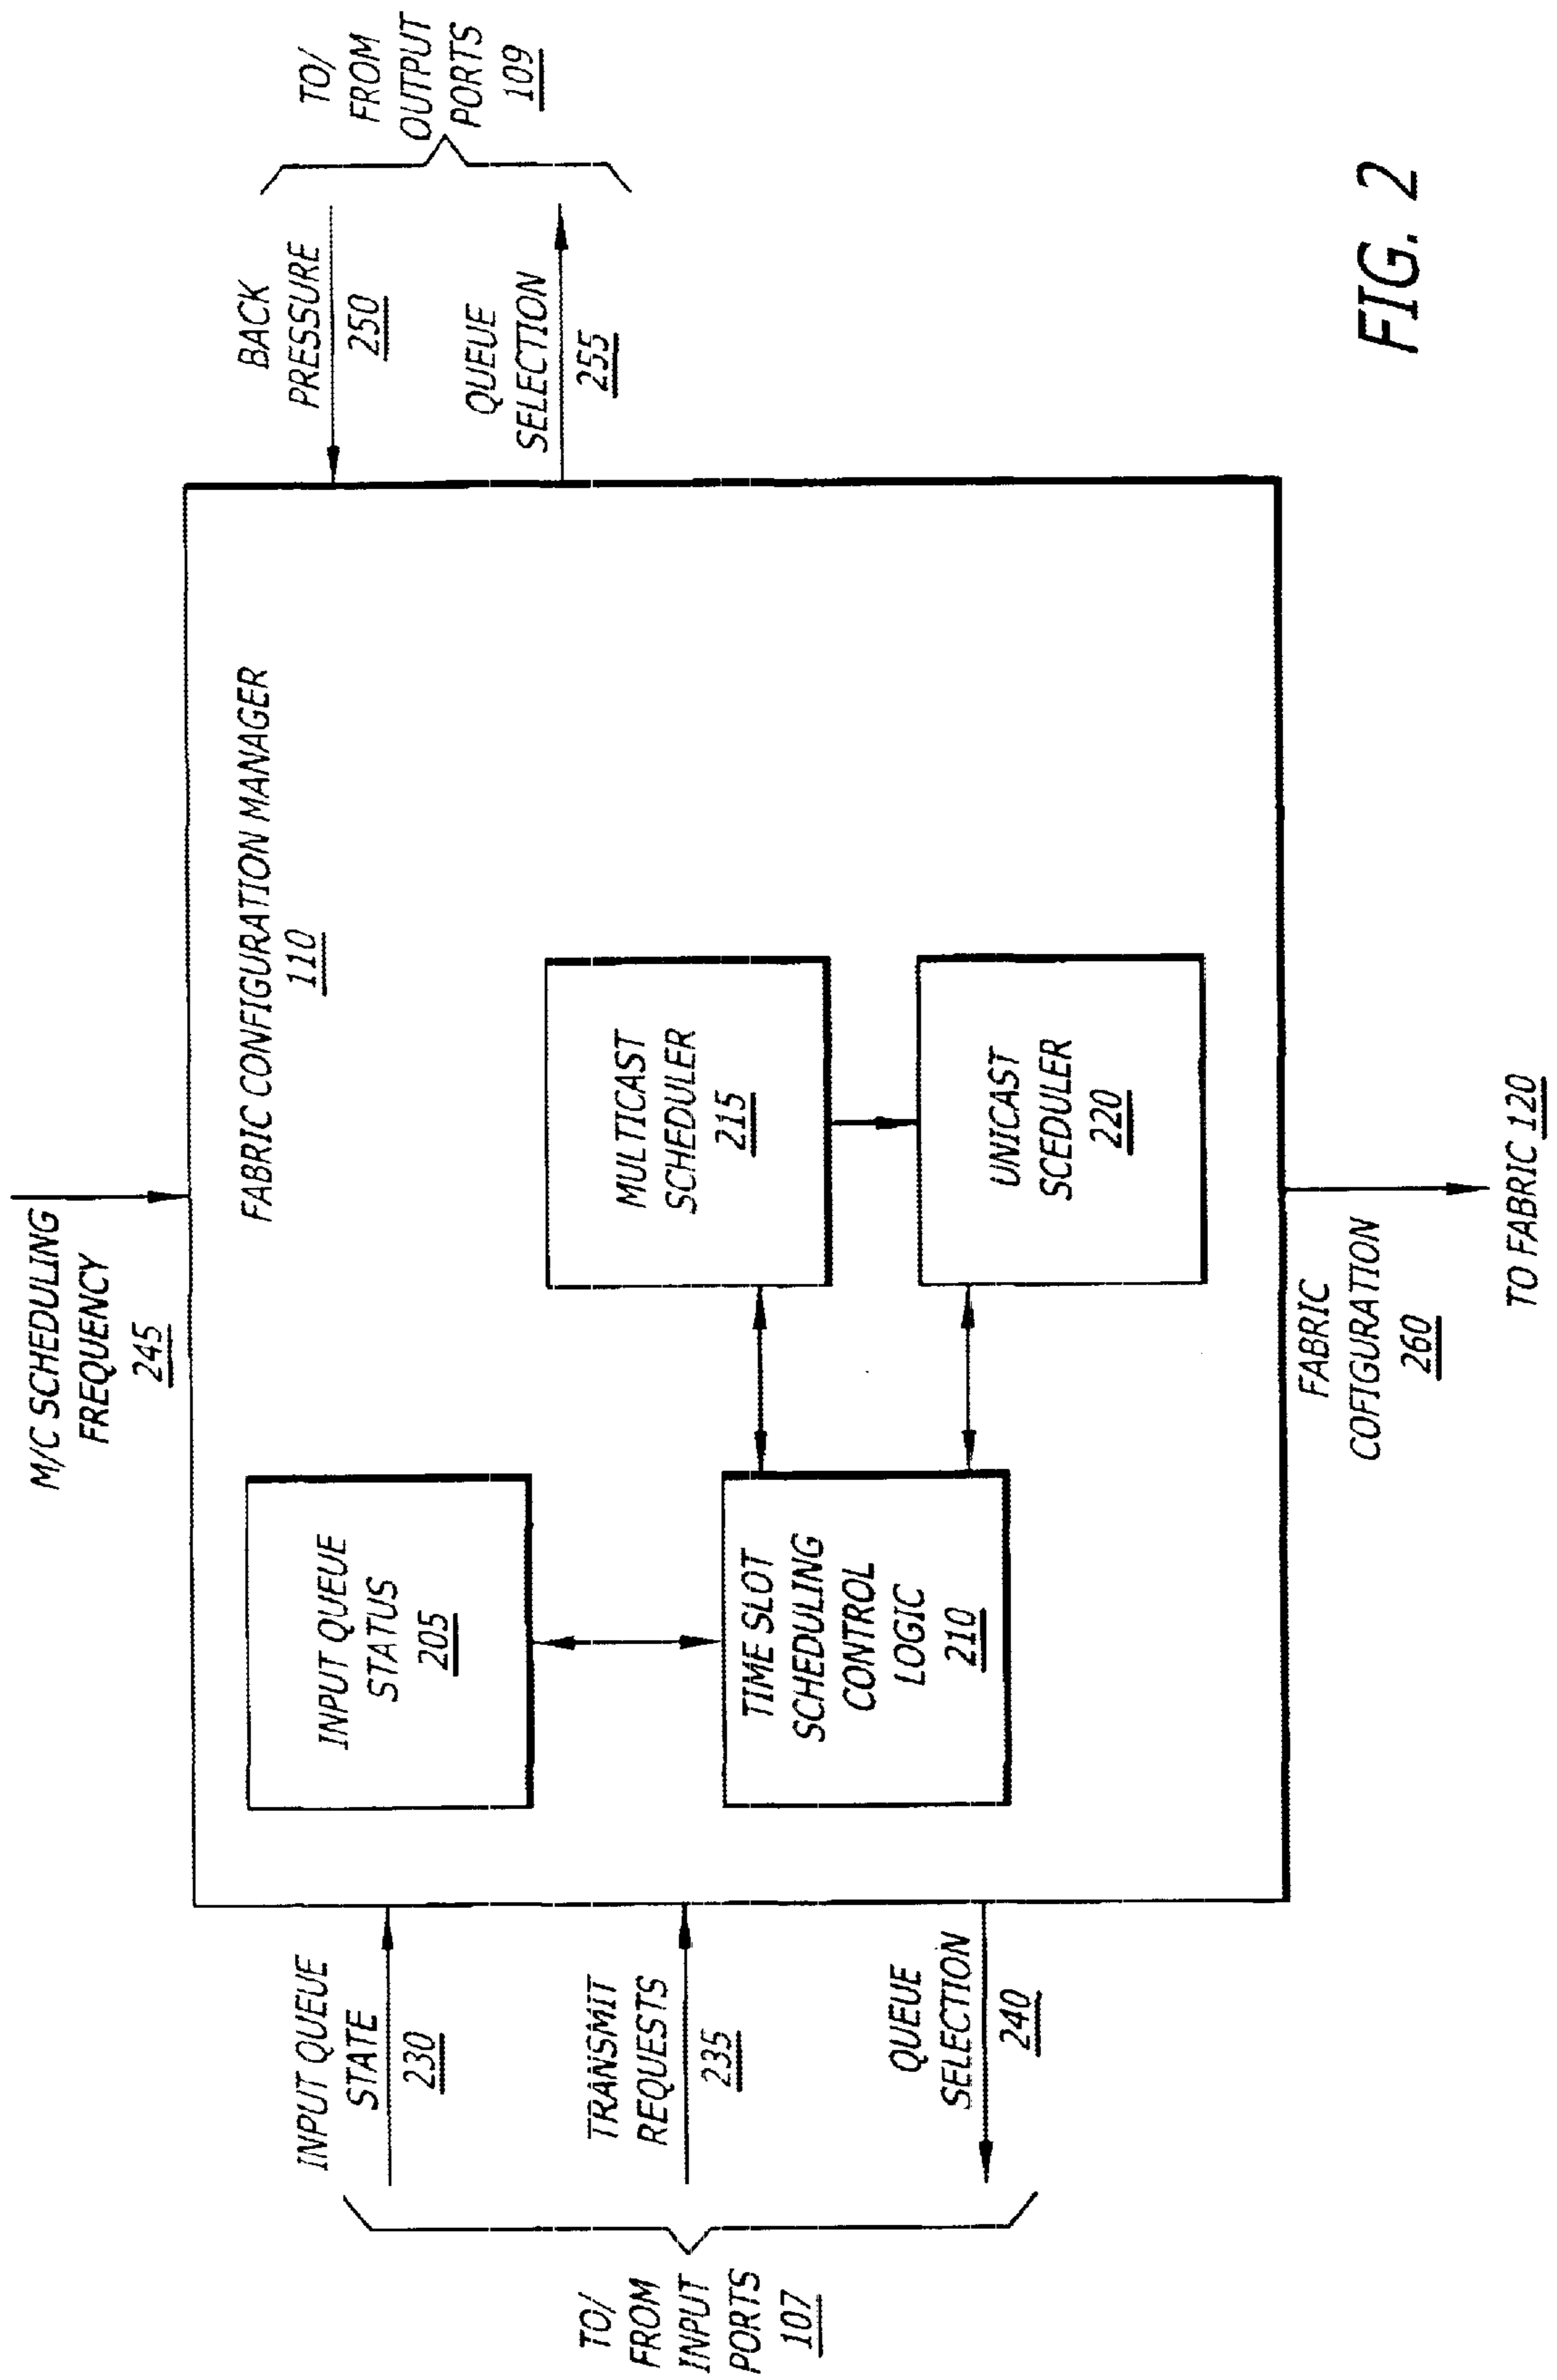 M/C SCHEDULING
FREQUENCY
245
FABRIC CONFIGURATION MANAGER
110
INPUT QUEUE
STATE
230
TRANSMIT
REQUESTS
235
QUEUE
SELECTION
240
TO/
FROM
INPUT
PORTS
107
INPUT QUEUE
STATUS
205
TIME SLOT
SCHEDULING
CONTROL
LOGIC
210
MULTICAST
SCHEDULER
215
UNICAST
SCEDULER
220
BACK
PRESSURE
250
QUEUE
SELECTION
255
TO/
FROM
OUTPUT
PORTS
109
FABRIC
COFIGURATION
260
TO FABRIC 120
FIG. 2